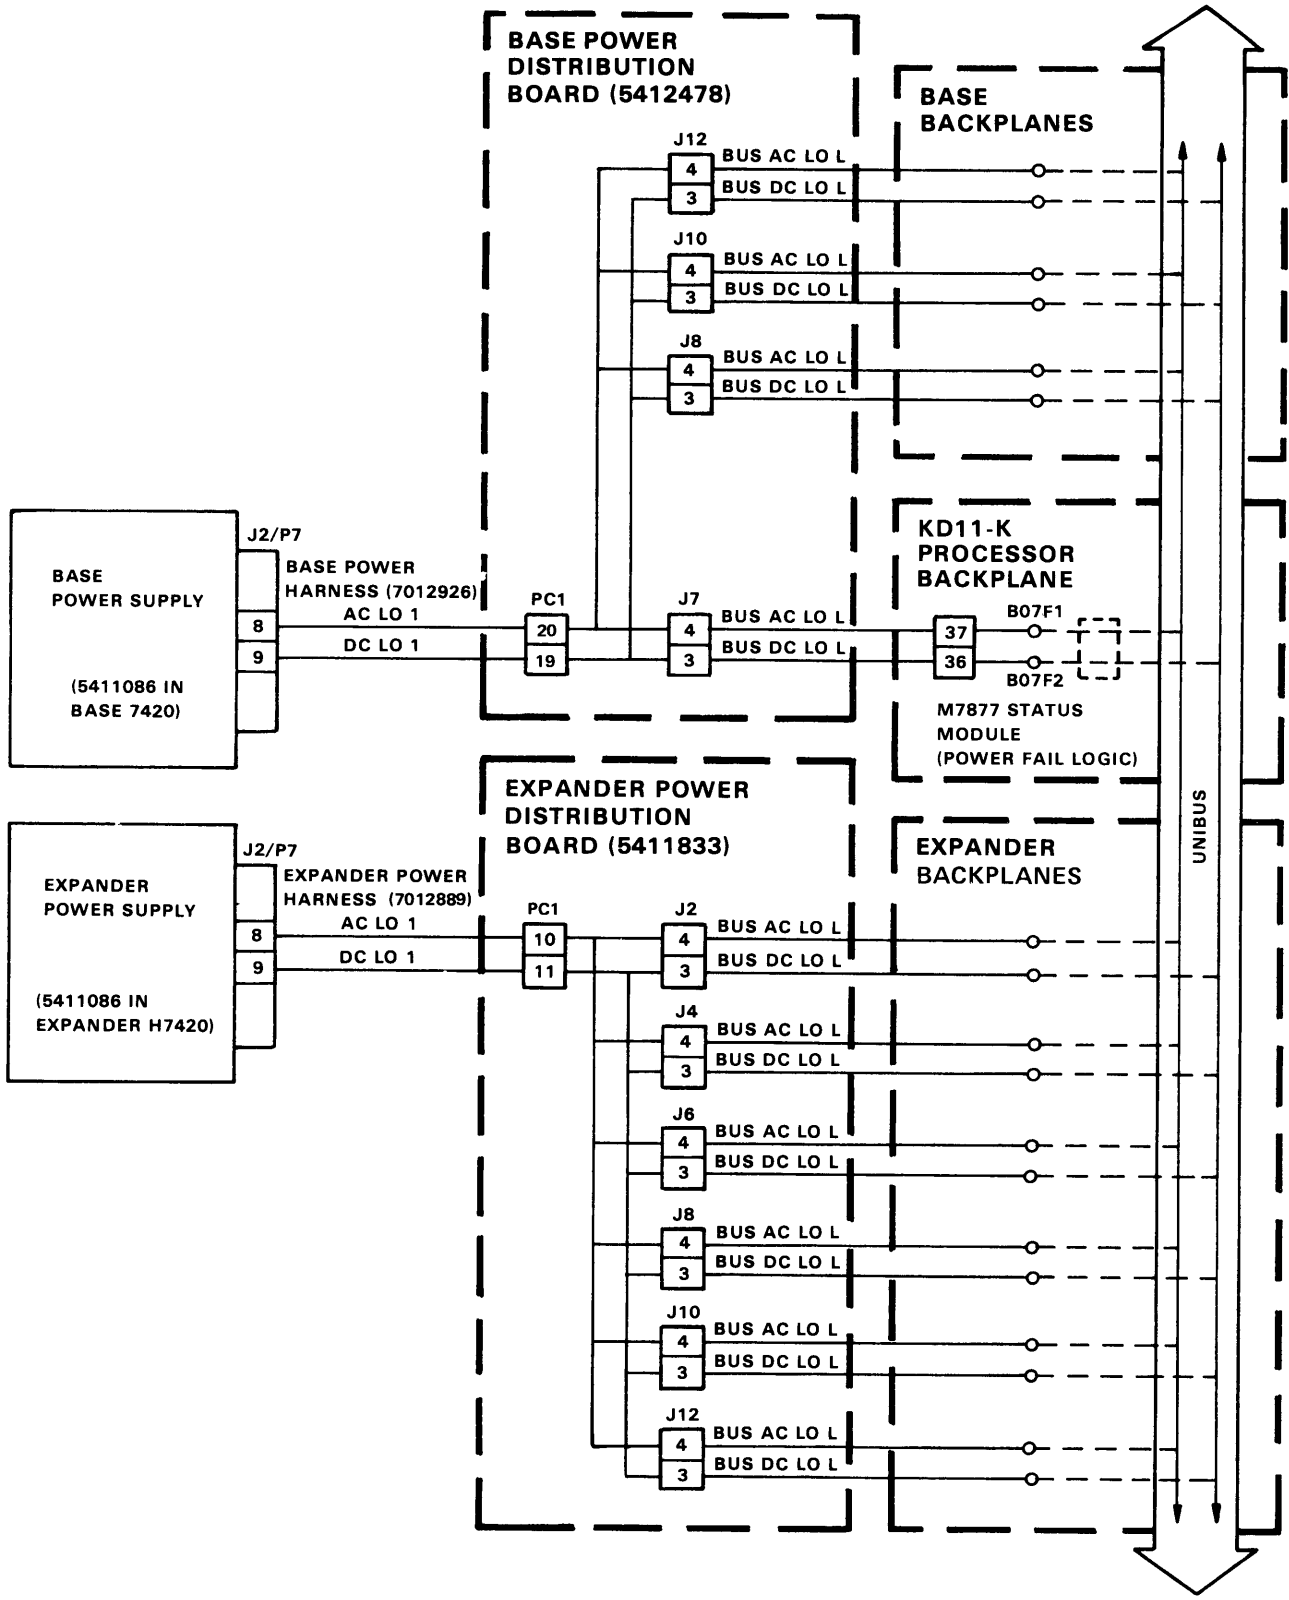 BASE POWER
DISTRIBUTION
BOARD (5412478)
BASE
BACKPLANES
J12
4
3
BUS AC LO L
BUS DC LO L
J10
4
3
BUS AC LO L
BUS DC LO L
J8
4
3
BUS AC LO L
BUS DC LO L
BASE
POWER SUPPLY
(5411086 IN
BASE 7420)
J2/P7
8
9
BASE POWER
HARNESS (7012926)
AC LO 1
DC LO 1
PC1
20
19
J7
4
3
BUS AC LO L
BUS DC LO L
KD11-K
PROCESSOR
BACKPLANE
37
36
B07F1
B07F2
M7877 STATUS
MODULE
(POWER FAIL LOGIC)
UNIBUS
EXPANDER POWER
DISTRIBUTION
BOARD (5411833)
EXPANDER
BACKPLANES
EXPANDER
POWER SUPPLY
(5411086 IN
EXPANDER H7420)
J2/P7
8
9
EXPANDER POWER
HARNESS (7012889)
AC LO 1
DC LO 1
PC1
10
11
J2
4
3
BUS AC LO L
BUS DC LO L
J4
4
3
BUS AC LO L
BUS DC LO L
J6
4
3
BUS AC LO L
BUS DC LO L
J8
4
3
BUS AC LO L
BUS DC LO L
J10
4
3
BUS AC LO L
BUS DC LO L
J12
4
3
BUS AC LO L
BUS DC LO L